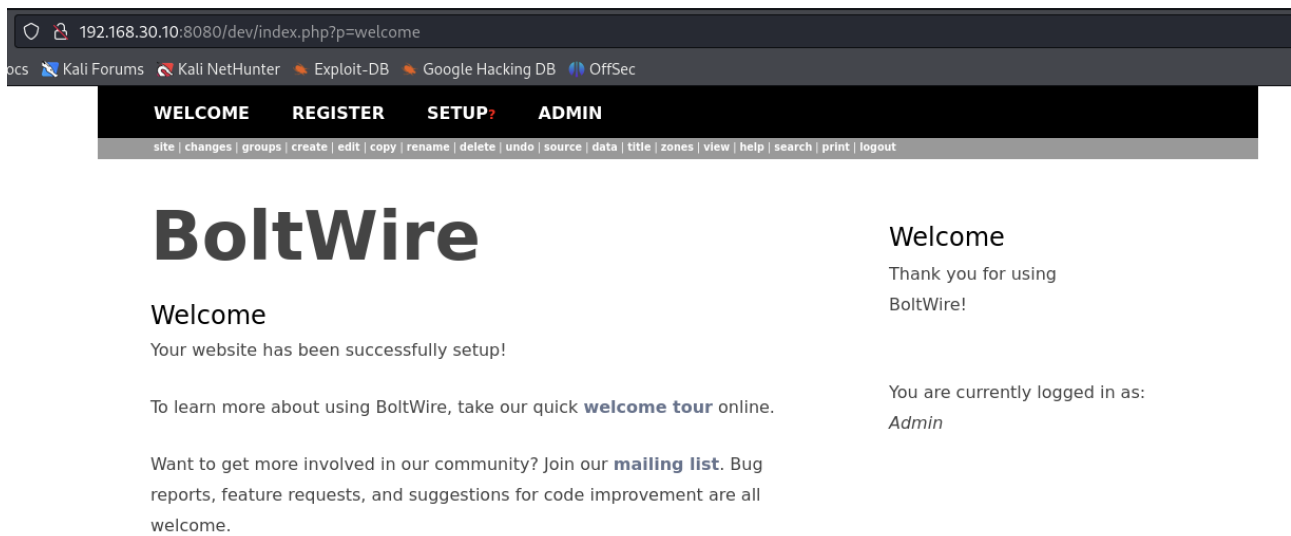 192.168.30.10:8080/dev/index.php?p=welcome
ocs Kali Forums Kali NetHunter Exploit-DB Google Hacking DB OffSec
WELCOME REGISTER SETUP? ADMIN
site | changes | groups | create | edit | copy | rename | delete | undo | source | data | title | zones | view | help | search | print | logout
BoltWire
Welcome
Your website has been successfully setup!
To learn more about using BoltWire, take our quick welcome tour online.
Want to get more involved in our community? Join our mailing list. Bug
reports, feature requests, and suggestions for code improvement are all
welcome.
Welcome
Thank you for using
BoltWire!
You are currently logged in as:
Admin